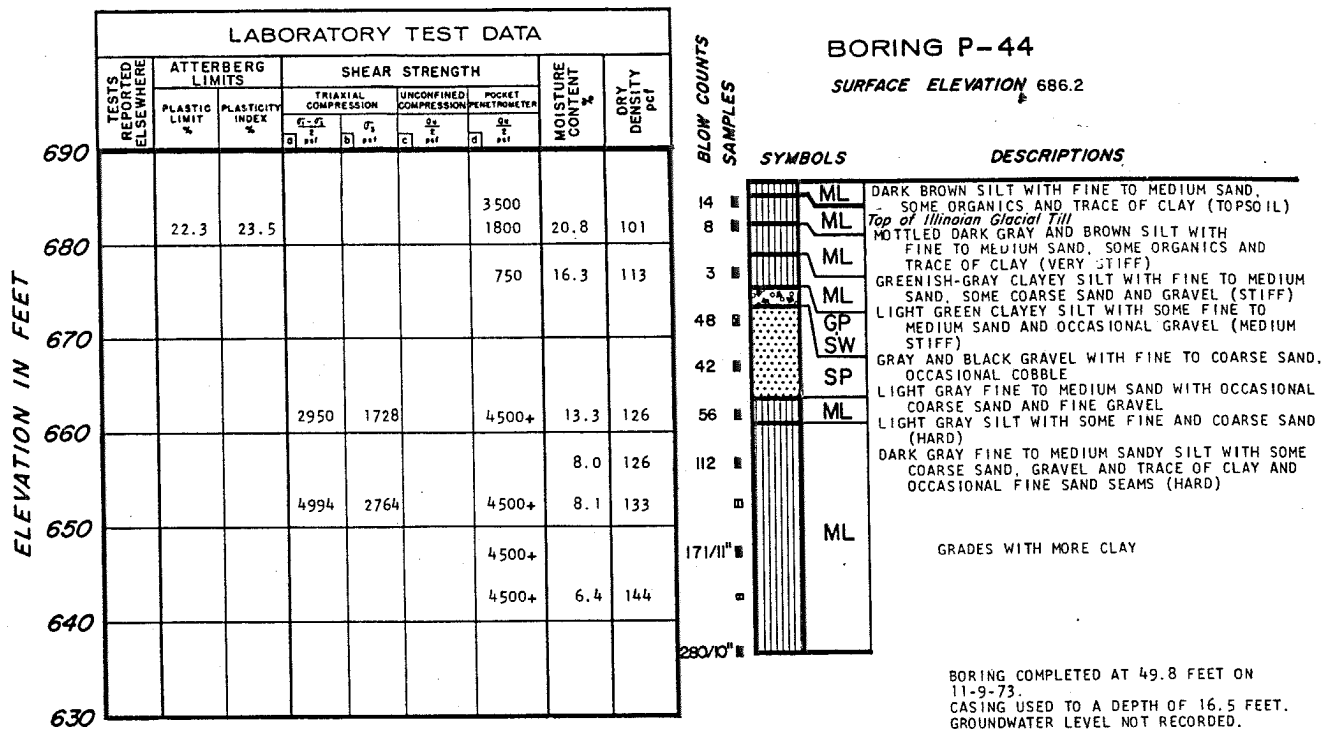 LABORATORY TEST DATA
TESTS REPORTED ELSEWHERE
ATTERBERG LIMITS
SHEAR STRENGTH
MOISTURE CONTENT %
DRY DENSITY pcf
PLASTIC LIMIT %
PLASTICITY INDEX %
TRIAXIAL COMPRESSION
UNCONFINED COMPRESSION
POCKET PENETROMETER
a psf
b psf
c psf
d psf
ELEVATION IN FEET
690
3500
22.3 23.5 1800 20.8 101
680
750 16.3 113
670
2950 1728 4500+ 13.3 126
660
8.0 126
4994 2764 4500+ 8.1 133
650
4500+
4500+ 6.4 144
640
630
BORING P-44
SURFACE ELEVATION 686.2
BLOW COUNTS
SAMPLES
SYMBOLS
DESCRIPTIONS
14
8
3
48
42
56
112
171/11"
280/10"
ML
ML
ML
ML
GP
SW
SP
ML
ML
DARK BROWN SILT WITH FINE TO MEDIUM SAND,
SOME ORGANICS AND TRACE OF CLAY (TOPSOIL)
Top of Illinoian Glacial Till
MOTTLED DARK GRAY AND BROWN SILT WITH
FINE TO MEDIUM SAND, SOME ORGANICS AND
TRACE OF CLAY (VERY STIFF)
GREENISH-GRAY CLAYEY SILT WITH FINE TO MEDIUM
SAND, SOME COARSE SAND AND GRAVEL (STIFF)
LIGHT GREEN CLAYEY SILT WITH SOME FINE TO
MEDIUM SAND AND OCCASIONAL GRAVEL (MEDIUM
STIFF)
GRAY AND BLACK GRAVEL WITH FINE TO COARSE SAND,
OCCASIONAL COBBLE
LIGHT GRAY FINE TO MEDIUM SAND WITH OCCASIONAL
COARSE SAND AND FINE GRAVEL
LIGHT GRAY SILT WITH SOME FINE AND COARSE SAND
(HARD)
DARK GRAY FINE TO MEDIUM SANDY SILT WITH SOME
COARSE SAND, GRAVEL AND TRACE OF CLAY AND
OCCASIONAL FINE SAND SEAMS (HARD)
GRADES WITH MORE CLAY
BORING COMPLETED AT 49.8 FEET ON
11-9-73.
CASING USED TO A DEPTH OF 16.5 FEET.
GROUNDWATER LEVEL NOT RECORDED.